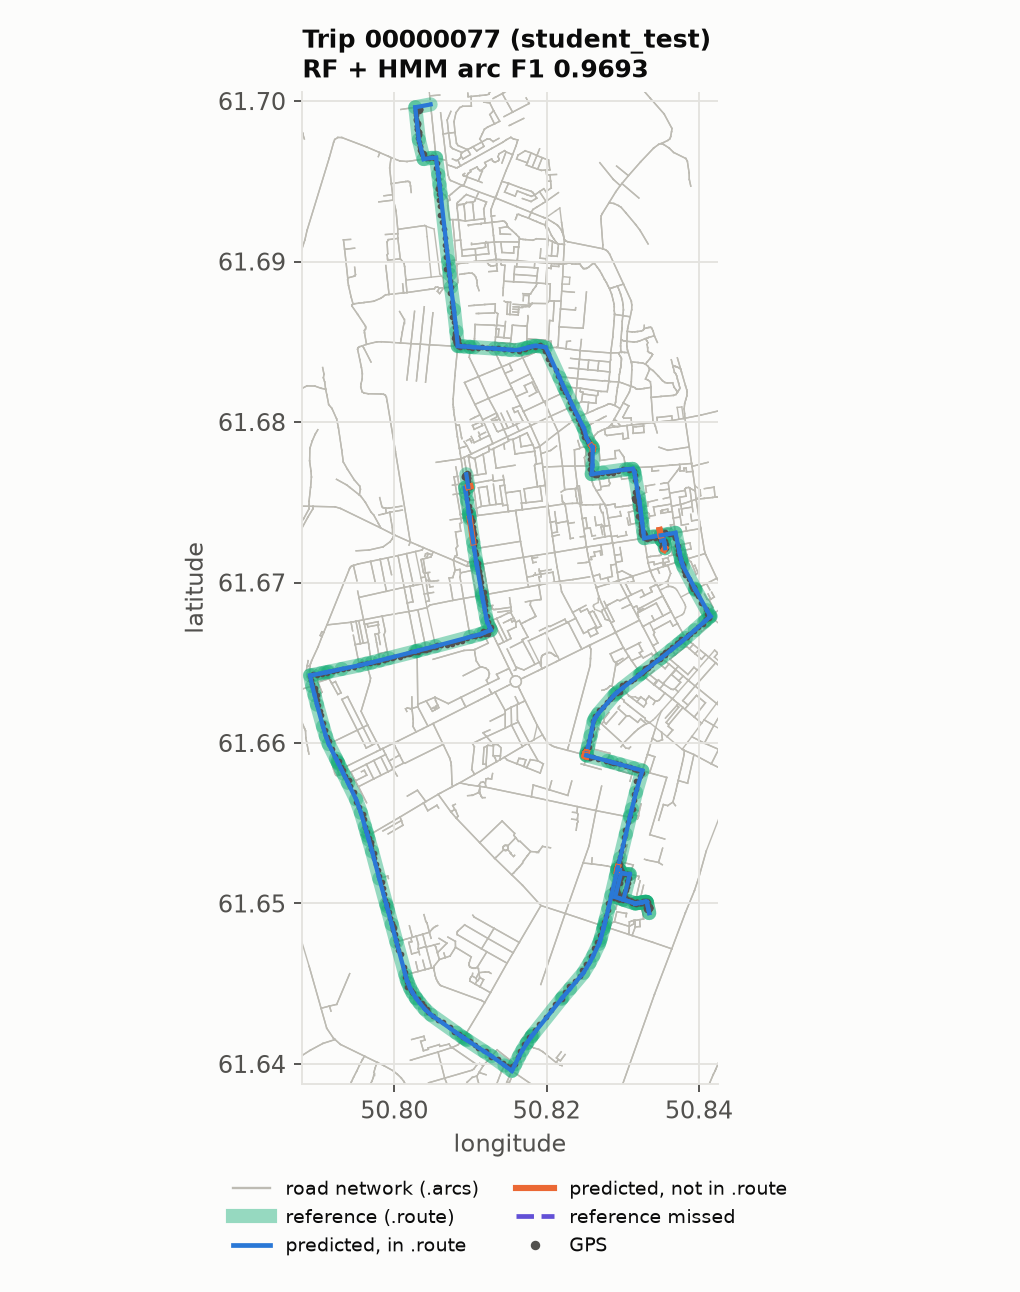 Trip 00000077 (student_test)
RF + HMM arc F1 0.9693
61.70
61.69
61.68
61.67
61.66
61.65
61.64
latitude
50.80 50.82 50.84
longitude
road network (.arcs)
reference (.route)
predicted, in .route
predicted, not in .route
reference missed
GPS